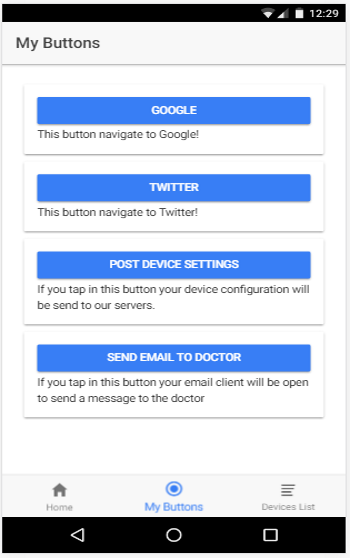 12:29
My Buttons
GOOGLE
This button navigate to Google!
TWITTER
This button navigate to Twitter!
POST DEVICE SETTINGS
If you tap in this button your device configuration will
be send to our servers.
SEND EMAIL TO DOCTOR
If you tap in this button your email client will be open
to send a message to the doctor
Home
My Buttons
Devices List